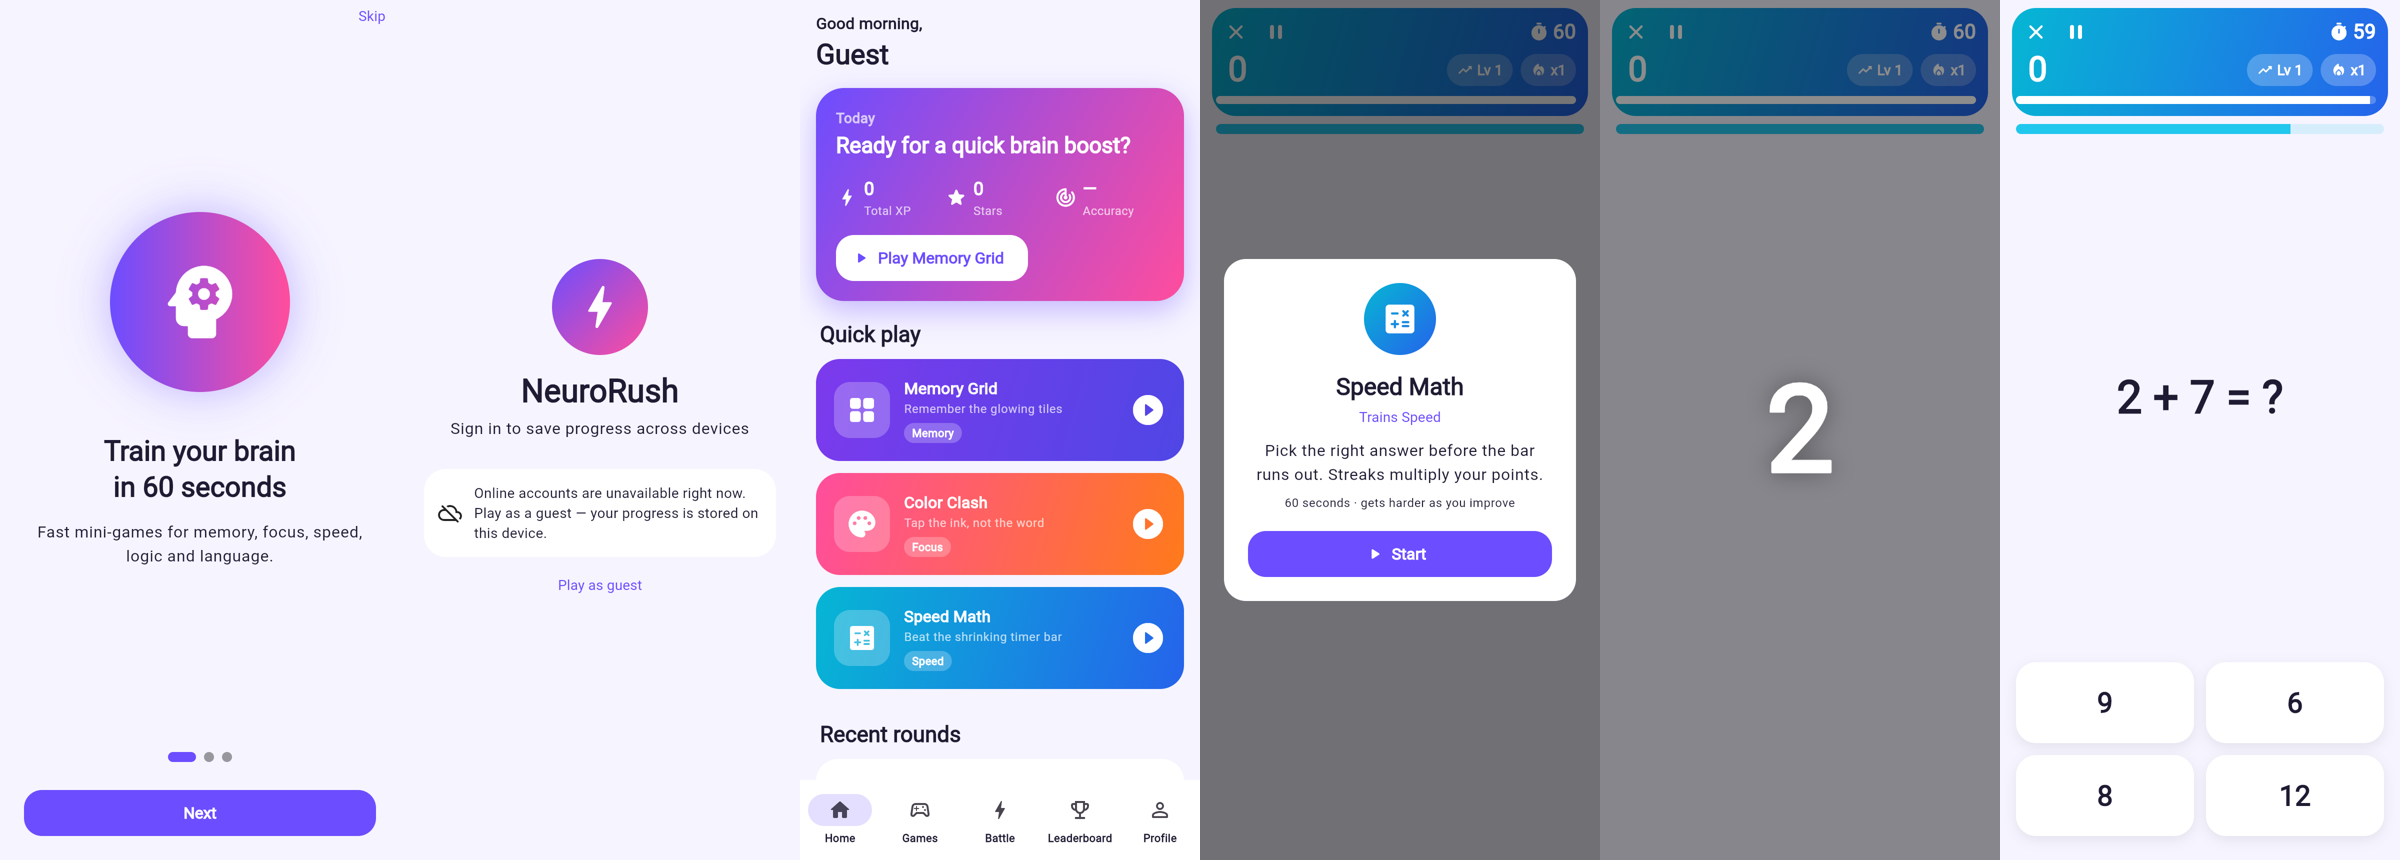 Skip
Train your brain
in 60 seconds
Fast mini-games for memory, focus, speed,
logic and language.
Next
NeuroRush
Sign in to save progress across devices
Online accounts are unavailable right now.
Play as a guest — your progress is stored on
this device.
Play as guest
Good morning,
Guest
Today
Ready for a quick brain boost?
0
Total XP
0
Stars
—
Accuracy
Play Memory Grid
Quick play
Memory Grid
Remember the glowing tiles
Memory
Color Clash
Tap the ink, not the word
Focus
Speed Math
Beat the shrinking timer bar
Speed
Recent rounds
Home
Games
Battle
Leaderboard
Profile
60
0
Lv 1
x1
Speed Math
Trains Speed
Pick the right answer before the bar
runs out. Streaks multiply your points.
60 seconds · gets harder as you improve
Start
60
0
Lv 1
x1
2
59
0
Lv 1
x1
2 + 7 = ?
9
6
8
12